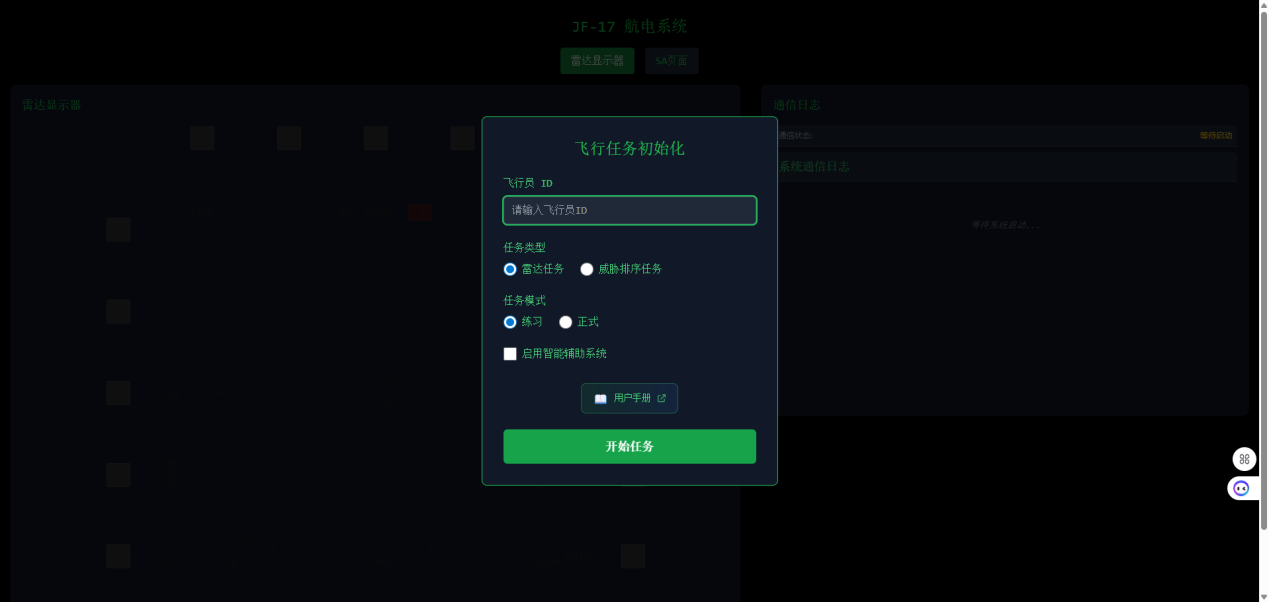 JF-17 航电系统
雷达显示器
SA页面
雷达显示器
通信日志
通信状态:
等待启动
系统通信日志
等待系统启动...
飞行任务初始化
飞行员 ID
请输入飞行员ID
任务类型
雷达任务
威胁排序任务
任务模式
练习
正式
启用智能辅助系统
用户手册
开始任务